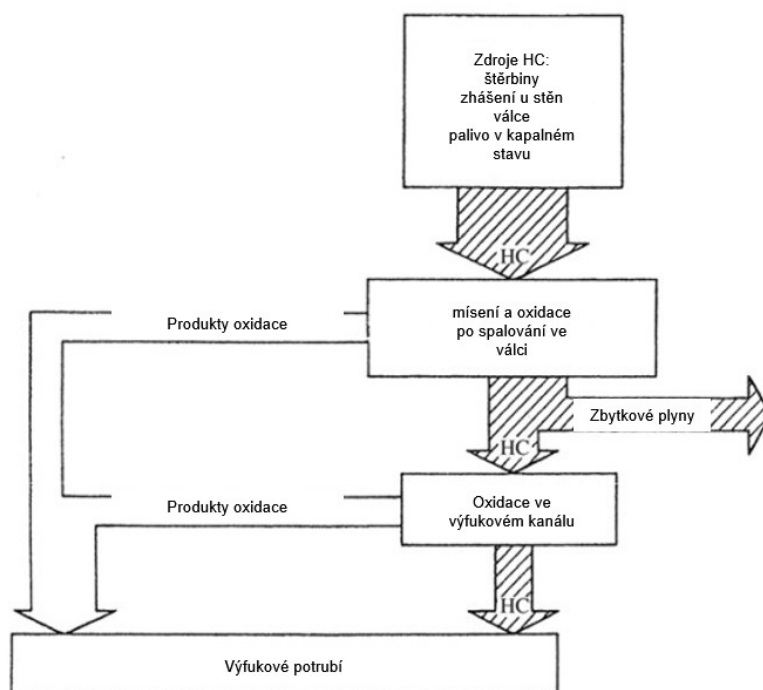 Zdroje HC:
štěrbiny
zhášení u stěn
válce
palivo v kapalném
stavu
HC
Produkty oxidace
mísení a oxidace
po spalování ve
válci
Zbytkové plyny
HC
Produkty oxidace
Oxidace ve
výfukovém kanálu
HC
Výfukové potrubí